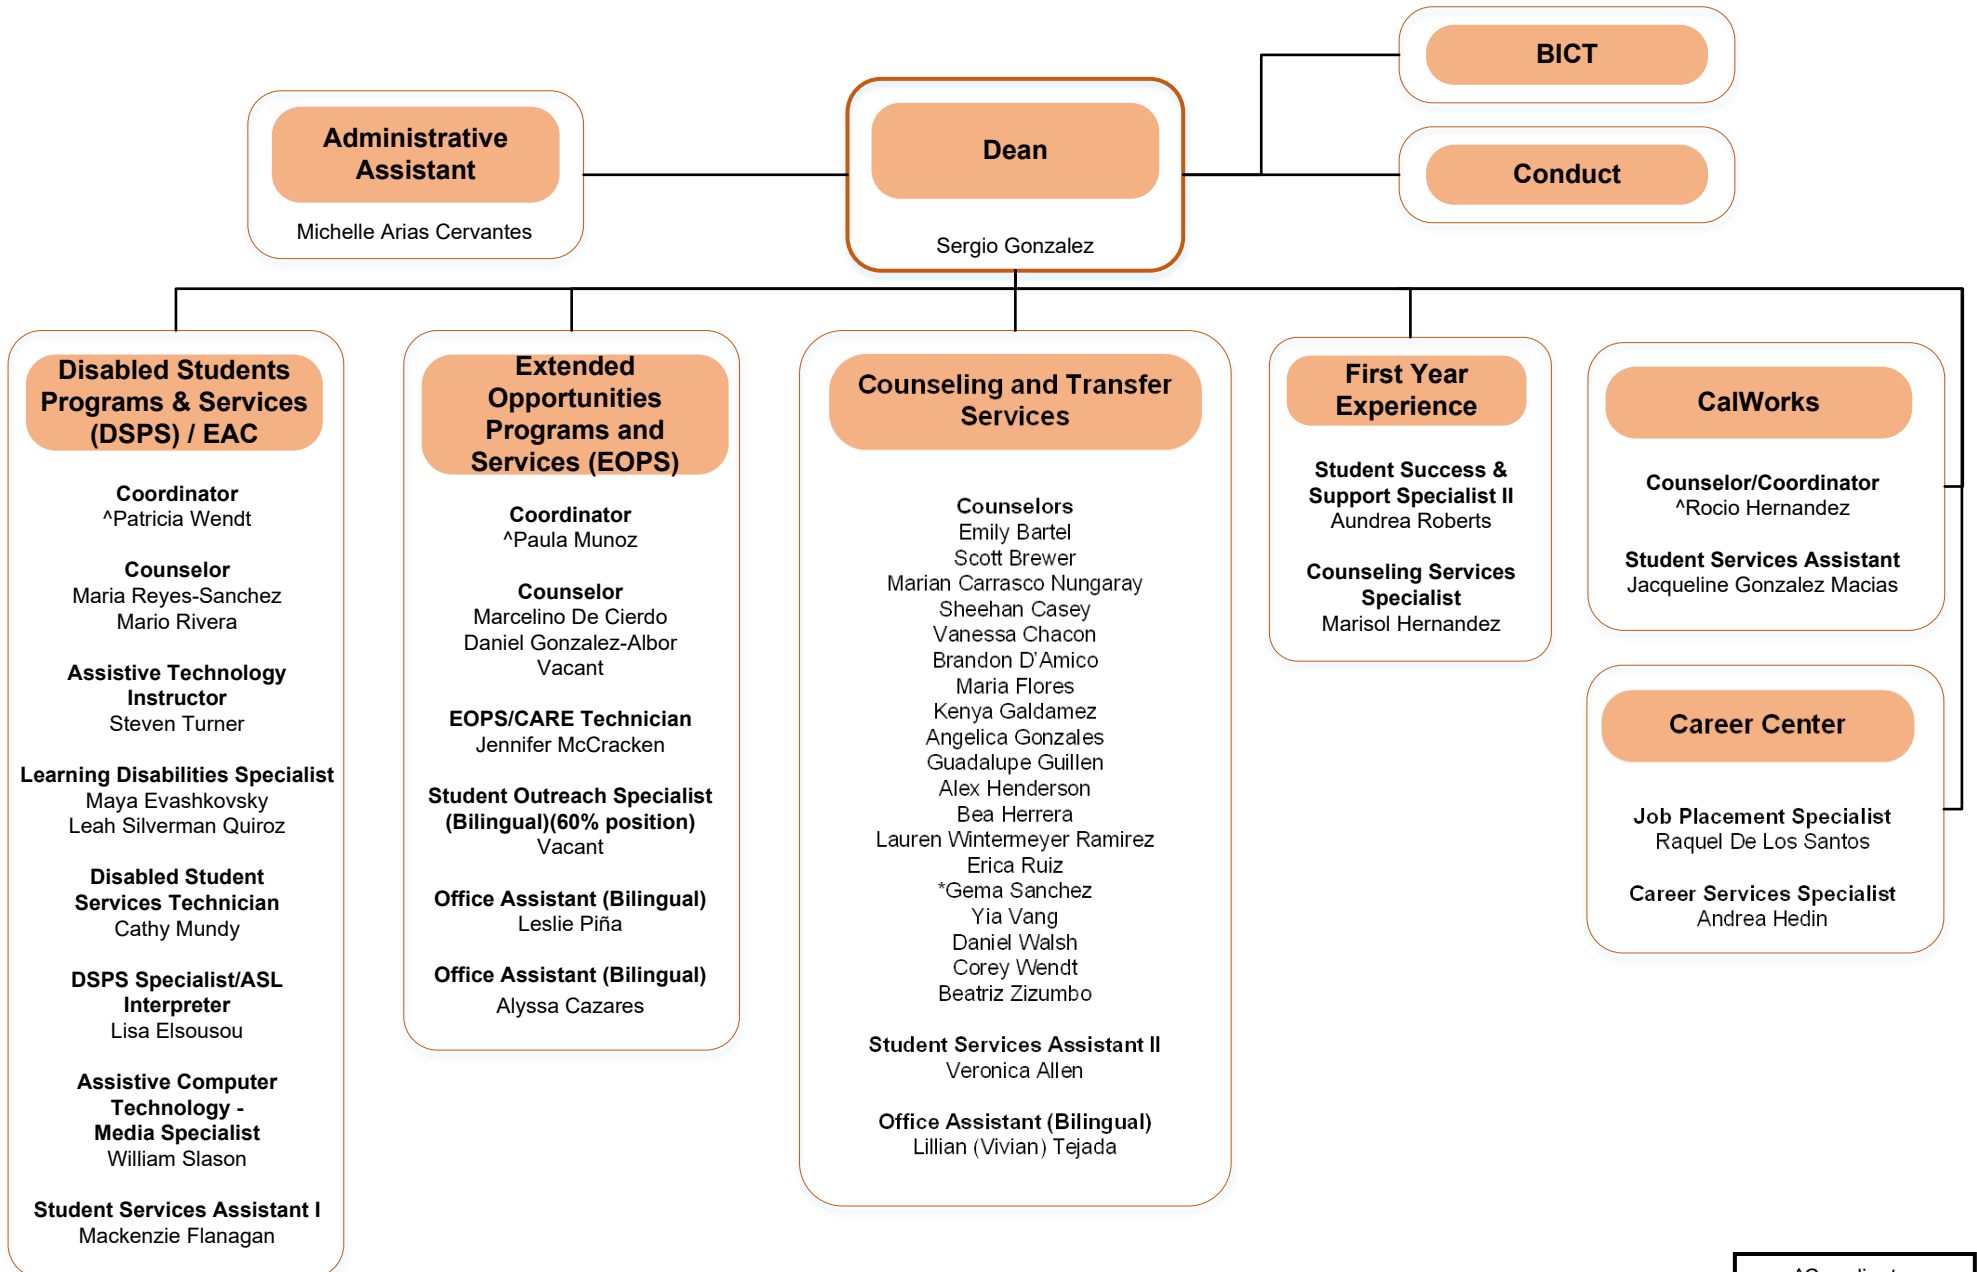 BICT
Administrative
Assistant
Michelle Arias Cervantes
Dean
Sergio Gonzalez
Conduct
Disabled Students
Programs & Services
(DSPS) / EAC
Coordinator
^Patricia Wendt
Counselor
Maria Reyes-Sanchez
Mario Rivera
Assistive Technology
Instructor
Steven Turner
Learning Disabilities Specialist
Maya Evashkovsky
Leah Silverman Quiroz
Disabled Student
Services Technician
Cathy Mundy
DSPS Specialist/ASL
Interpreter
Lisa Elsousou
Assistive Computer
Technology -
Media Specialist
William Slason
Student Services Assistant I
Mackenzie Flanagan
Extended
Opportunities
Programs and
Services (EOPS)
Coordinator
^Paula Munoz
Counselor
Marcelino De Cierdo
Daniel Gonzalez-Albor
Vacant
EOPS/CARE Technician
Jennifer McCracken
Student Outreach Specialist
(Bilingual)(60% position)
Vacant
Office Assistant (Bilingual)
Leslie Piña
Office Assistant (Bilingual)
Alyssa Cazares
Counseling and Transfer
Services
Counselors
Emily Bartel
Scott Brewer
Marian Carrasco Nungaray
Sheehan Casey
Vanessa Chacon
Brandon D'Amico
Maria Flores
Kenya Galdamez
Angelica Gonzales
Guadalupe Guillen
Alex Henderson
Bea Herrera
Lauren Wintermeyer Ramirez
Erica Ruiz
*Gema Sanchez
Yia Vang
Daniel Walsh
Corey Wendt
Beatriz Zizumbo
Student Services Assistant II
Veronica Allen
Office Assistant (Bilingual)
Lillian (Vivian) Tejada
First Year
Experience
Student Success &
Support Specialist II
Aundrea Roberts
Counseling Services
Specialist
Marisol Hernandez
CalWorks
Counselor/Coordinator
^Rocio Hernandez
Student Services Assistant
Jacqueline Gonzalez Macias
Career Center
Job Placement Specialist
Raquel De Los Santos
Career Services Specialist
Andrea Hedin